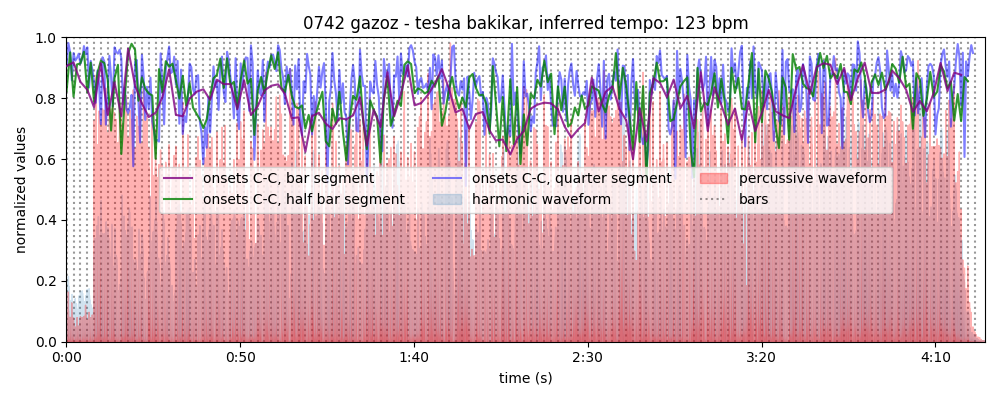 0742 gazoz - tesha bakikar, inferred tempo: 123 bpm
1.0
0.8
0.6
0.4
0.2
0.0
normalized values
onsets C-C, bar segment
onsets C-C, half bar segment
onsets C-C, quarter segment
harmonic waveform
percussive waveform
bars
0:00 0:50 1:40 2:30 3:20 4:10
time (s)